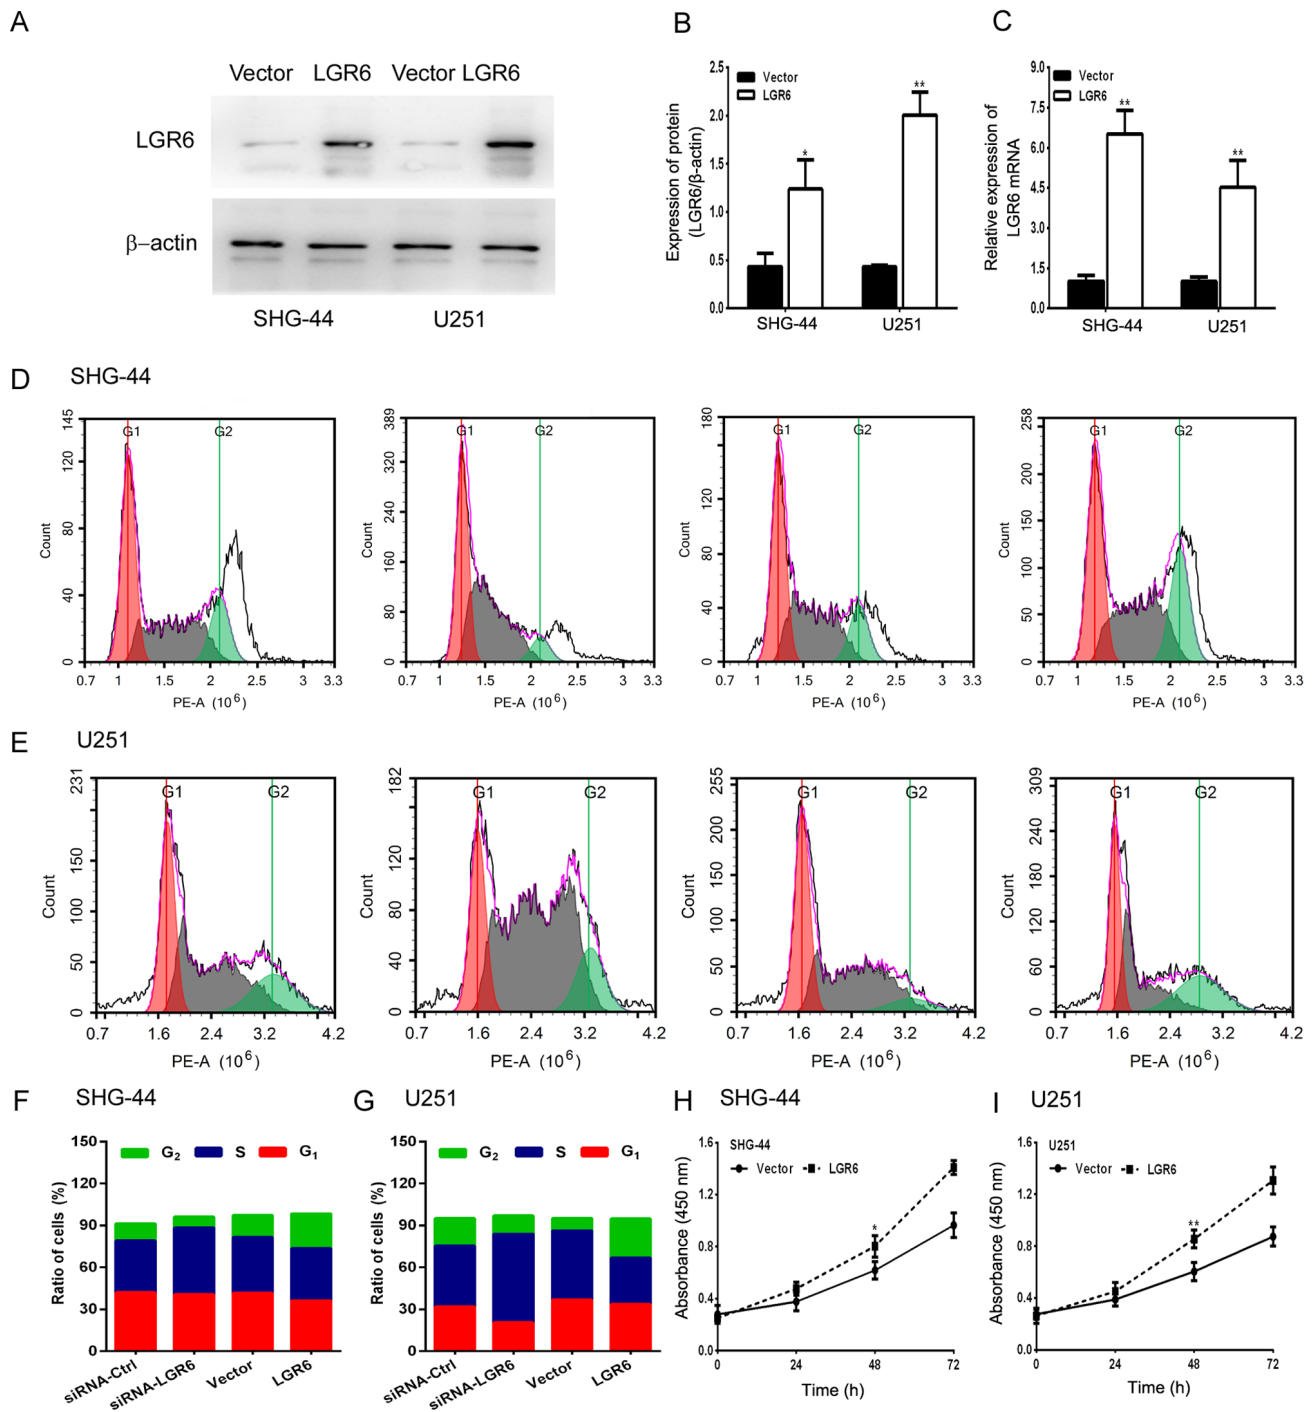 A
Vector LGR6 Vector LGR6
LGR6
β–actin
SHG-44 U251
B
Expression of protein
(LGR6/β-actin)
2.5
2.0
1.5
1.0
0.5
0.0
Vector
LGR6
*
**
SHG-44 U251
C
Relative expression of
LGR6 mRNA
9.0
7.5
6.0
4.5
3.0
1.5
0.0
Vector
LGR6
**
**
SHG-44 U251
D SHG-44
Count
145
120
80
40
0
G1 G2
0.7 1 1.5 2 2.5 3 3.3
PE-A (10⁶)
Count
389
320
240
160
80
0
G1 G2
0.7 1 1.5 2 2.5 3 3.3
PE-A (10⁶)
Count
180
120
80
40
0
G1 G2
0.7 1 1.5 2 2.5 3 3.3
PE-A (10⁶)
Count
258
250
200
150
100
50
0
G1 G2
0.7 1 1.5 2 2.5 3 3.3
PE-A (10⁶)
E U251
Count
231
150
100
50
0
G1 G2
0.7 1.6 2.4 3.2 4.2
PE-A (10⁶)
Count
182
120
80
40
0
G1 G2
0.7 1.6 2.4 3.2 4.2
PE-A (10⁶)
Count
255
200
150
100
50
0
G1 G2
0.7 1.6 2.4 3.2 4.2
PE-A (10⁶)
Count
309
240
180
120
60
0
G1 G2
0.7 1.6 2.4 3.2 4.2
PE-A (10⁶)
F SHG-44
Ratio of cells (%)
150
120
90
60
30
0
G₂ S G₁
siRNA-Ctrl siRNA-LGR6 Vector LGR6
G U251
Ratio of cells (%)
150
120
90
60
30
0
G₂ S G₁
siRNA-Ctrl siRNA-LGR6 Vector LGR6
H SHG-44
Absorbance (450 nm)
1.6
1.2
0.8
0.4
0.0
SHG-44
Vector LGR6
*
0 24 48 72
Time (h)
I U251
Absorbance (450 nm)
1.6
1.2
0.8
0.4
0.0
U251
Vector LGR6
**
0 24 48 72
Time (h)